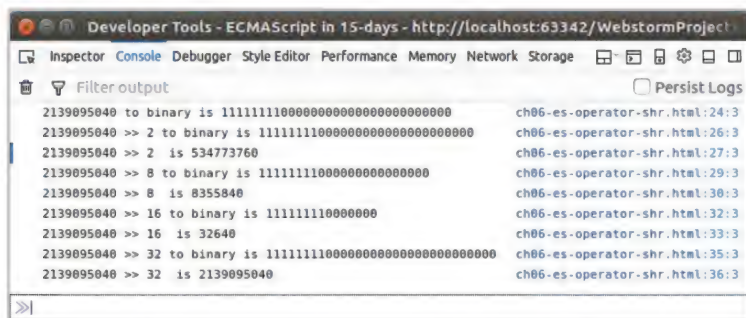 Developer Tools - ECMAScript in 15-days - http://localhost:63342/WebstormProject
Inspector Console Debugger Style Editor Performance Memory Network Storage
Filter output Persist Logs
2139095040 to binary is 1111111100000000000000000000000 ch06-es-operator-shr.html:24:3
2139095040 >> 2 to binary is 11111111000000000000000000000 ch06-es-operator-shr.html:26:3
2139095040 >> 2 is 534773760 ch06-es-operator-shr.html:27:3
2139095040 >> 8 to binary is 11111111000000000000000 ch06-es-operator-shr.html:29:3
2139095040 >> 8 is 8355840 ch06-es-operator-shr.html:30:3
2139095040 >> 16 to binary is 111111110000000 ch06-es-operator-shr.html:32:3
2139095040 >> 16 is 32640 ch06-es-operator-shr.html:33:3
2139095040 >> 32 to binary is 1111111100000000000000000000000 ch06-es-operator-shr.html:35:3
2139095040 >> 32 is 2139095040 ch06-es-operator-shr.html:36:3